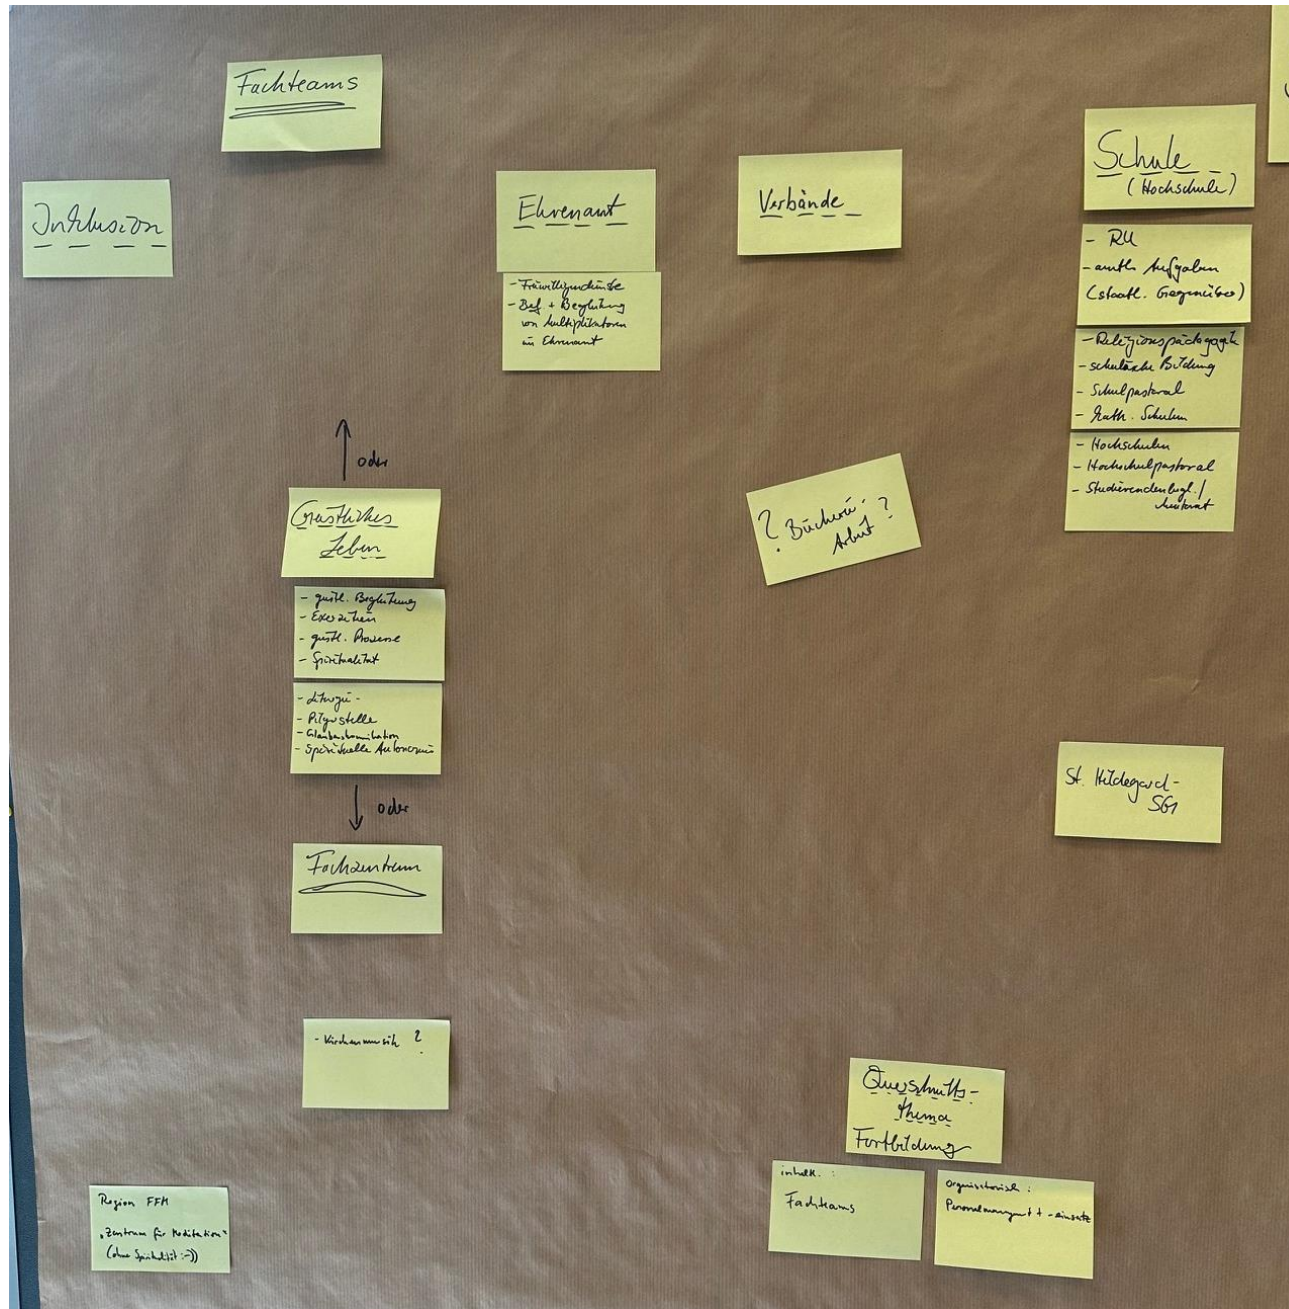 Fachteams
Inklusion
Ehrenamt
- Freiwilligendienste
- Bef + Begleitung
von Multiplikatoren
im Ehrenamt
Verbände
Schule
(Hochschule)
- RU
- amtl. Aufgaben
(staatl. Gegenüber)
- Religionspädagogik
- schulische Bildung
- Schulpastoral
- Kath. Schulen
- Hochschulen
- Hochschulpastoral
- Studierendenbegl. /
Mentorat
oder
Geistliches
Leben
- geistl. Begleitung
- Exerzitien
- geistl. Prozesse
- Spiritualität
- Liturgie -
- Pilgerstelle
- Glaubenskommunikation
- Spirituelle Autonomie
oder
Fachzentrum
? Bücherei-
Arbeit ?
St. Hildegard-
SG
- Kirchenmusik ?
Querschnitts-
thema
Fortbildung
inhaltl. :
Fachteams
Organisatorisch :
Personalmanagement + -einsatz
Region FFM
"Zentrum für Meditation"
(ohne Spiritualität :-))